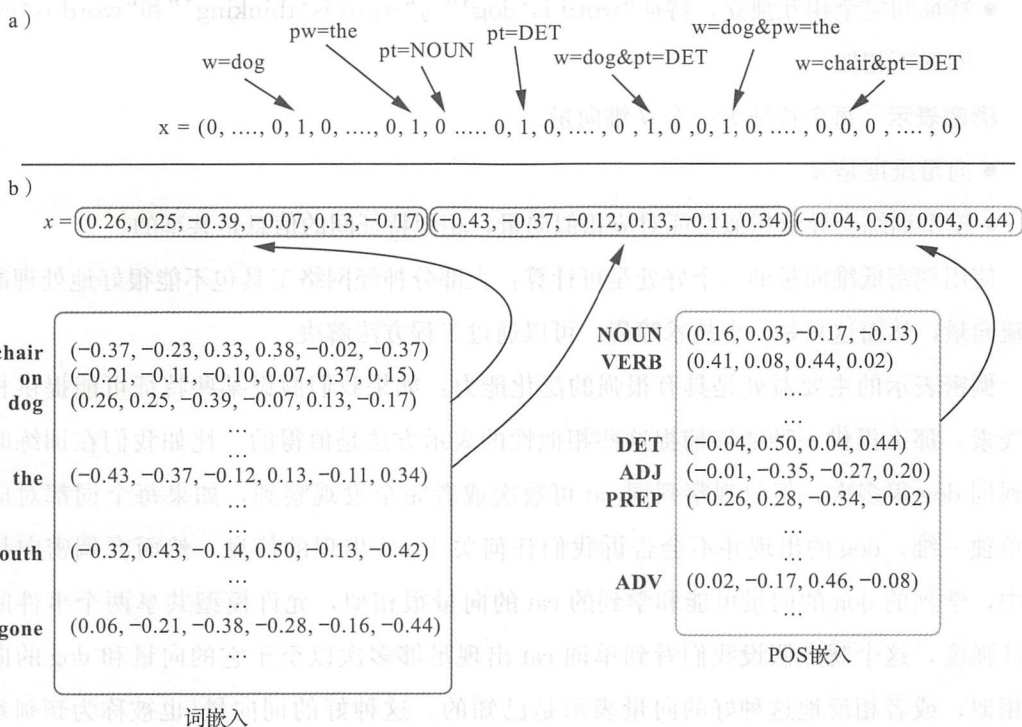 a)
w=dog
pw=the
pt=NOUN
pt=DET
w=dog&pt=DET
w=dog&pw=the
w=chair&pt=DET
x = (0, ...., 0, 1, 0, ...., 0, 1, 0 ..... 0, 1, 0, ...., 0 , 1, 0 ,0, 1, 0, ...., 0, 0, 0, ...., 0)
b)
x = (0.26, 0.25, −0.39, −0.07, 0.13, −0.17) (−0.43, −0.37, −0.12, 0.13, −0.11, 0.34) (−0.04, 0.50, 0.04, 0.44)
chair (−0.37, −0.23, 0.33, 0.38, −0.02, −0.37)
on (−0.21, −0.11, −0.10, 0.07, 0.37, 0.15)
dog (0.26, 0.25, −0.39, −0.07, 0.13, −0.17)
...
the (−0.43, −0.37, −0.12, 0.13, −0.11, 0.34)
...
...
outh (−0.32, 0.43, −0.14, 0.50, −0.13, −0.42)
...
gone (0.06, −0.21, −0.38, −0.28, −0.16, −0.44)
...
词嵌入
NOUN (0.16, 0.03, −0.17, −0.13)
VERB (0.41, 0.08, 0.44, 0.02)
...
DET (−0.04, 0.50, 0.04, 0.44)
ADJ (−0.01, −0.35, −0.27, 0.20)
PREP (−0.26, 0.28, −0.34, −0.02)
...
...
ADV (0.02, −0.17, 0.46, −0.08)
...
POS嵌入